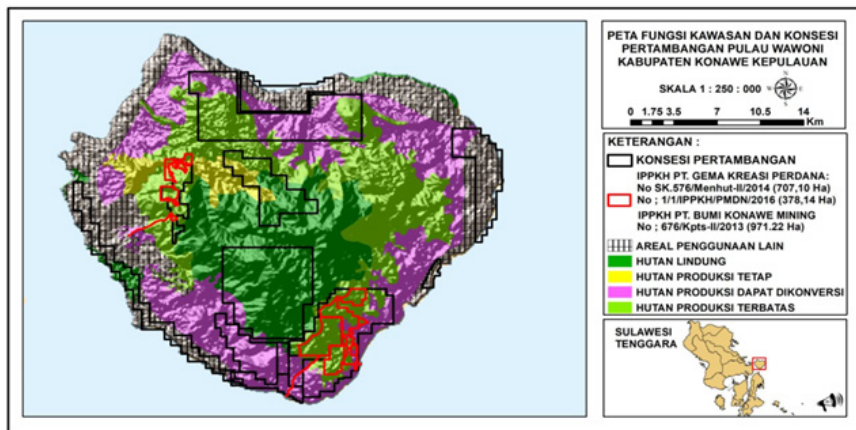 PETA FUNGSI KAWASAN DAN KONSESI
PERTAMBANGAN PULAU WAWONI
KABUPATEN KONAWE KEPULAUAN
SKALA 1 : 250 : 000
N
W E
S
0 1.75 3.5 7 10.5 14
Km
KETERANGAN :
KONSESI PERTAMBANGAN
IPPKH PT. GEMA KREASI PERDANA:
No SK.576/Menhut-II/2014 (707,10 Ha)
No ; 1/1/IPPKH/PMDN/2016 (378,14 Ha)
IPPKH PT. BUMI KONAWE MINING
No ; 676/Kpts-II/2013 (971.22 Ha)
AREAL PENGGUNAAN LAIN
HUTAN LINDUNG
HUTAN PRODUKSI TETAP
HUTAN PRODUKSI DAPAT DIKONVERSI
HUTAN PRODUKSI TERBATAS
SULAWESI
TENGGARA